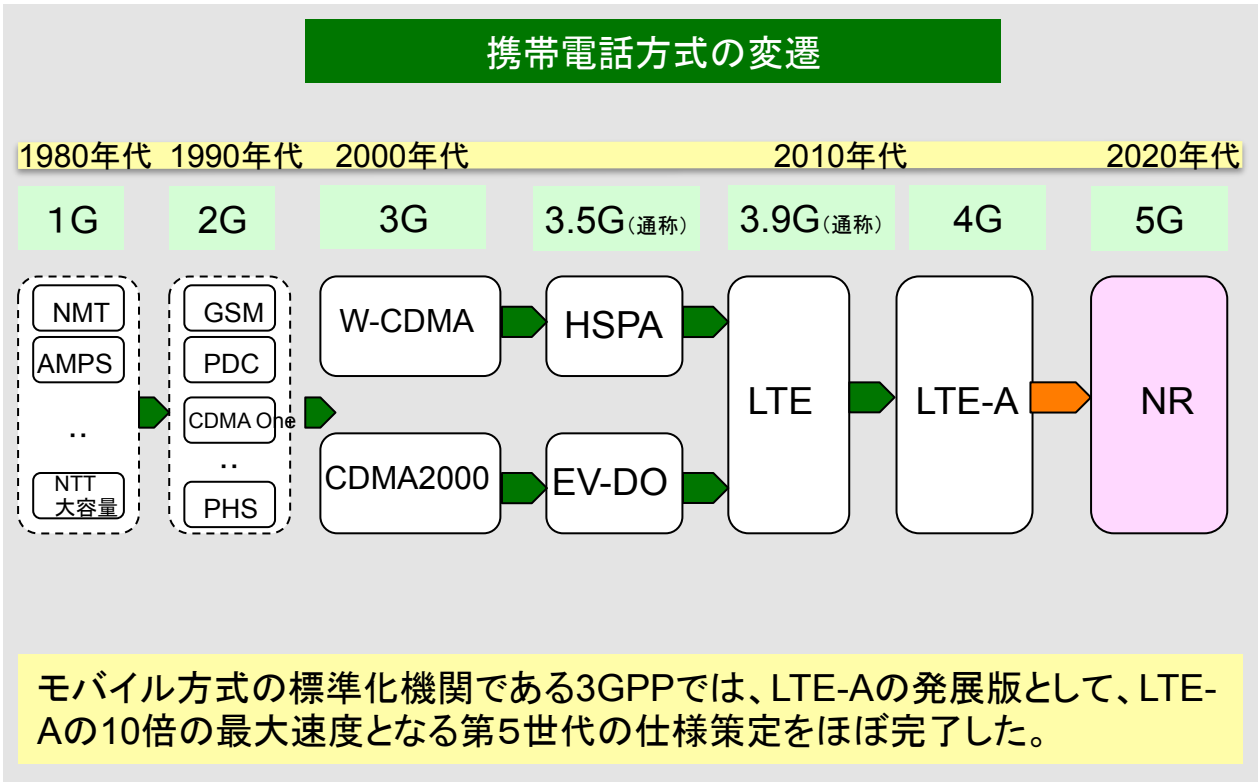 携帯電話方式の変遷
1980年代 1990年代 2000年代 2010年代 2020年代
1G 2G 3G 3.5G(通称) 3.9G(通称) 4G 5G
NMT
AMPS
..
NTT
大容量
GSM
PDC
CDMA One
..
PHS
W-CDMA
HSPA
CDMA2000
EV-DO
LTE
LTE-A
NR
モバイル方式の標準化機関である3GPPでは、LTE-Aの発展版として、LTE-
Aの10倍の最大速度となる第5世代の仕様策定をほぼ完了した。